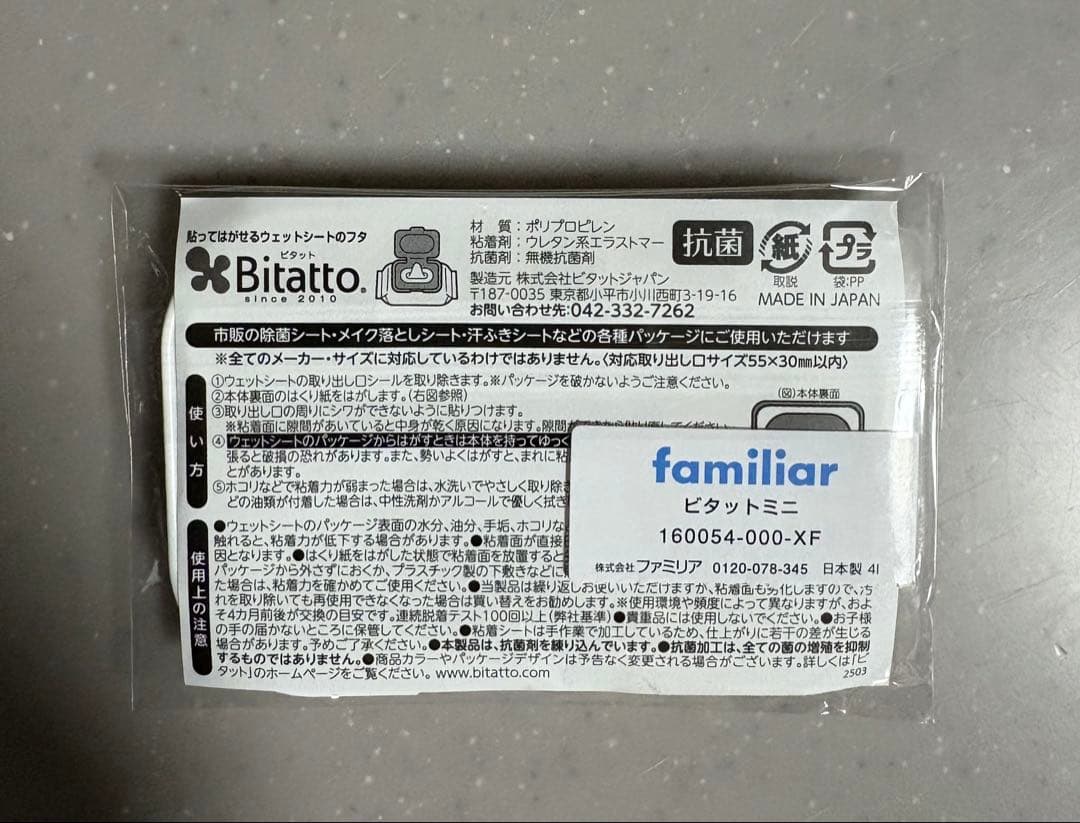 貼ってはがせるウェットシートのフタ
ビタット
Bitatto®
since 2010
材 質：ポリプロピレン
粘着剤：ウレタン系エラストマー
抗菌剤：無機抗菌剤
製造元 株式会社ビタットジャパン
〒187-0035 東京都小平市小川西町3-19-16
お問い合わせ先:042-332-7262
抗菌
紙
取説
プラ
袋:PP
MADE IN JAPAN
市販の除菌シート・メイク落としシート・汗ふきシートなどの各種パッケージにご使用いただけます
※全てのメーカー・サイズに対応しているわけではありません。〈対応取り出し口サイズ55×30㎜以内〉
使い方
①ウェットシートの取り出し口シールを取り除きます。※パッケージを破かないようご注意ください。
②本体裏面のはくり紙をはがします。(右図参照)
③取り出し口の周りにシワができないように貼りつけます。
※粘着面に隙間があいていると中身が乾く原因になります。隙間
④ウェットシートのパッケージからはがすときは本体を持ってゆっく
張ると破損の恐れがあります。また、勢いよくはがすと、まれに粘
とがあります。
⑤ホコリなどで粘着力が弱まった場合は、水洗いでやさしく取り除き
どの油類が付着した場合は、中性洗剤かアルコールで優しく拭き
(図)本体裏面
familiar
ビタットミニ
160054-000-XF
株式会社ファミリア 0120-078-345 日本製 4I
使用上の注意
●ウェットシートのパッケージ表面の水分、油分、手垢、ホコリな
触れると、粘着力が低下する場合があります。●粘着面が直接
因となります。●はくり紙をはがした状態で粘着面を放置すると
パッケージから外さずにおくか、プラスチック製の下敷きなどに
た場合は、粘着力を確かめてご使用ください。●当製品は繰り返しお使いいただけますが、粘着面も劣化しますので、汚
れを取り除いても再使用できなくなった場合は買い替えをお勧めします。※使用環境や頻度によって異なりますが、およ
そ4カ月前後が交換の目安です。連続脱着テスト100回以上(弊社基準)●貴重品には使用しないでください。●お子様
の手の届かないところに保管してください。●粘着シートは手作業で加工しているため、仕上がりに若干の差が生じる
場合があります。予めご了承ください。●本製品は、抗菌剤を練り込んでいます。●抗菌加工は、全ての菌の増殖を抑制
するものではありません。●商品カラーやパッケージデザインは予告なく変更される場合がございます。詳しくは「ビ
タット」のホームページをご覧ください。www.bitatto.com
2503